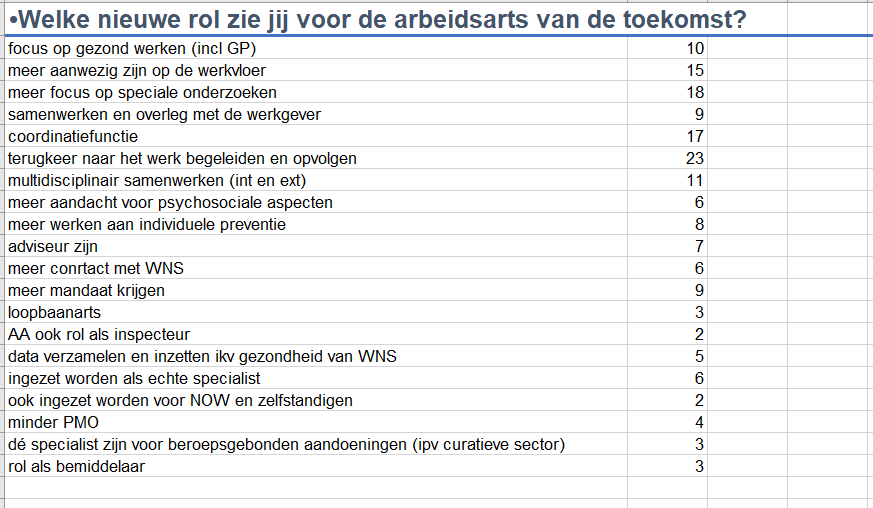 •Welke nieuwe rol zie jij voor de arbeidsarts van de toekomst?
focus op gezond werken (incl GP) 10
meer aanwezig zijn op de werkvloer 15
meer focus op speciale onderzoeken 18
samenwerken en overleg met de werkgever 9
coordinatiefunctie 17
terugkeer naar het werk begeleiden en opvolgen 23
multidisciplinair samenwerken (int en ext) 11
meer aandacht voor psychosociale aspecten 6
meer werken aan individuele preventie 8
adviseur zijn 7
meer conrtact met WNS 6
meer mandaat krijgen 9
loopbaanarts 3
AA ook rol als inspecteur 2
data verzamelen en inzetten ikv gezondheid van WNS 5
ingezet worden als echte specialist 6
ook ingezet worden voor NOW en zelfstandigen 2
minder PMO 4
dé specialist zijn voor beroepsgebonden aandoeningen (ipv curatieve sector) 3
rol als bemiddelaar 3